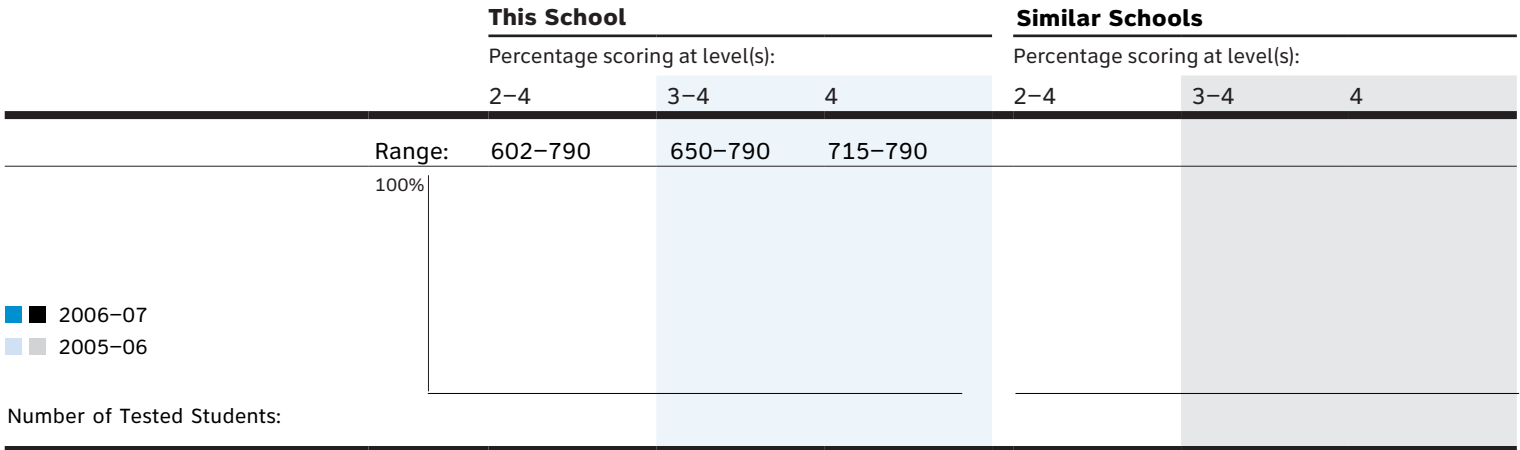 This School Similar Schools
Percentage scoring at level(s): Percentage scoring at level(s):
2–4 3–4 4 2–4 3–4 4
Range: 602–790 650–790 715–790
100%
2006–07
2005–06
Number of Tested Students: